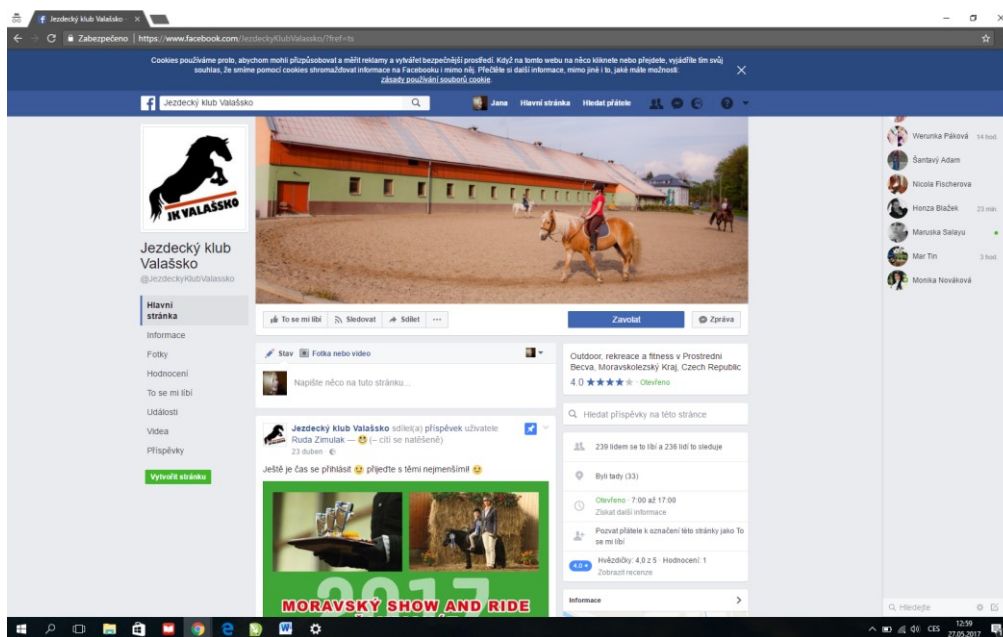 Jezdecký klub Valašsko
Zabezpečeno | https://www.facebook.com/JezdeckyKlubValassko/?fref=ts
Cookies používáme proto, abychom mohli přizpůsobovat a měřit reklamy a vytvářet bezpečnější prostředí. Když na tomto webu na něco kliknete nebo přejdete, vyjádříte tím svůj
souhlas, že smíme pomocí cookies shromažďovat informace na Facebooku i mimo něj. Přečtěte si další informace, mimo jiné i to, jaké máte možnosti:
zásady používání souborů cookie.
Jezdecký klub Valašsko
Jana Hlavní stránka Hledat přátele
JK VALAŠSKO
Jezdecký klub
Valašsko
@JezdeckyKlubValassko
Hlavní
stránka
Informace
Fotky
Hodnocení
To se mi líbí
Události
Videa
Příspěvky
Vytvořit stránku
To se mi líbí Sledovat Sdílet ...
Zavolat Zpráva
Stav Fotka nebo video
Napište něco na tuto stránku...
Jezdecký klub Valašsko sdílel(a) příspěvek uživatele
Ruda Zimulak — (– cítí se natěšeně)
23 duben ·
Ještě je čas se přihlásit přijeďte s těmi nejmenšími!
2017
MORAVSKÝ SHOW AND RIDE
Outdoor, rekreace a fitness v Prostredni
Becva, Moravskolezský Kraj, Czech Republic
4.0 ★★★★★ · Otevřeno
Hledat příspěvky na této stránce
239 lidem se to líbí a 236 lidí to sleduje
Byli tady (33)
Otevřeno · 7:00 až 17:00
Získat další informace
Pozvat přátele k označení této stránky jako To
se mi líbí
4,0 ★ Hvězdičky: 4,0 z 5 · Hodnocení: 1
Zobrazit recenze
Informace
Werunka Páková 14 hod.
Šantavý Adam
Nicola Fischerova
Honza Blažek 23 min.
Maruska Salayu
Mar Tin 3 hod.
Monika Nováková
Hledejte
CES
12:59
27.05.2017